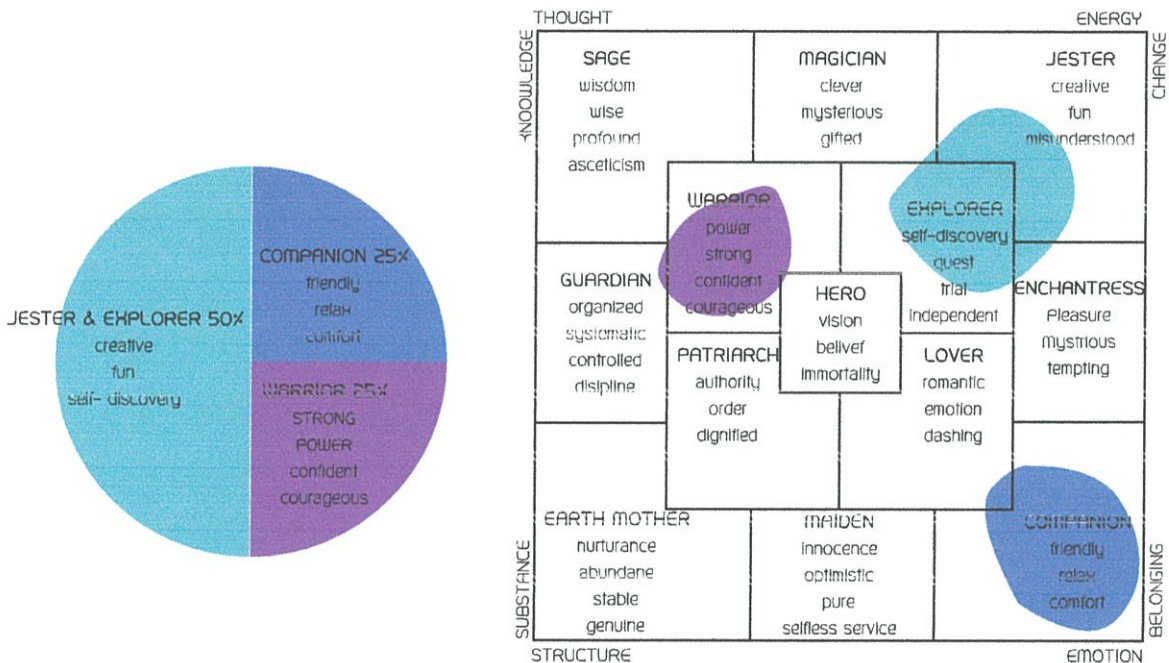 JESTER & EXPLORER 50%
creative
fun
self- discovery
COMPANION 25%
friendly
relax
comfort
WARRIOR 25%
STRONG
POWER
confident
courageous
THOUGHT
ENERGY
KNOOWLEDGE
CHANGE
SUBSTANCE
BELONGING
STRUCTURE
EMOTION
SAGE
wisdom
wise
profound
asceticism
MAGICIAN
clever
mysterious
gifted
JESTER
creative
fun
misunderstood
WARRIOR
power
strong
confident
courageous
EXPLORER
self-discovery
quest
trial
independent
GUARDIAN
organized
systematic
controlled
disipline
HERO
vision
belivef
immortality
ENCHANTRESS
Pleasure
Mystrious
tempting
PATRIARCH
authority
order
dignified
LOVER
romantic
emotion
dashing
EARTH MOTHER
nurturance
abundane
stable
genuine
MAIDEN
innocence
optimistic
pure
selfless service
COMPANION
friendly
relax
comfort